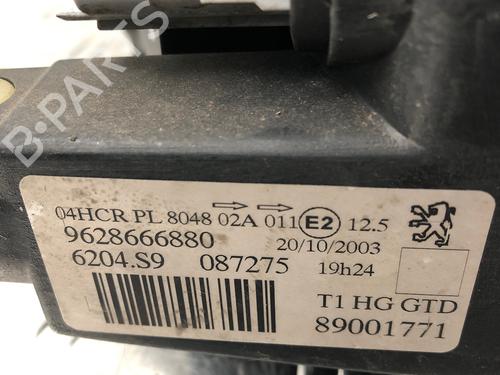 B-PARTS
04HCR PL 8048 02A 011 E2 12.5
9628666880 20/10/2003
6204.S9 087275 19h24
T1 HG GTD
89001771